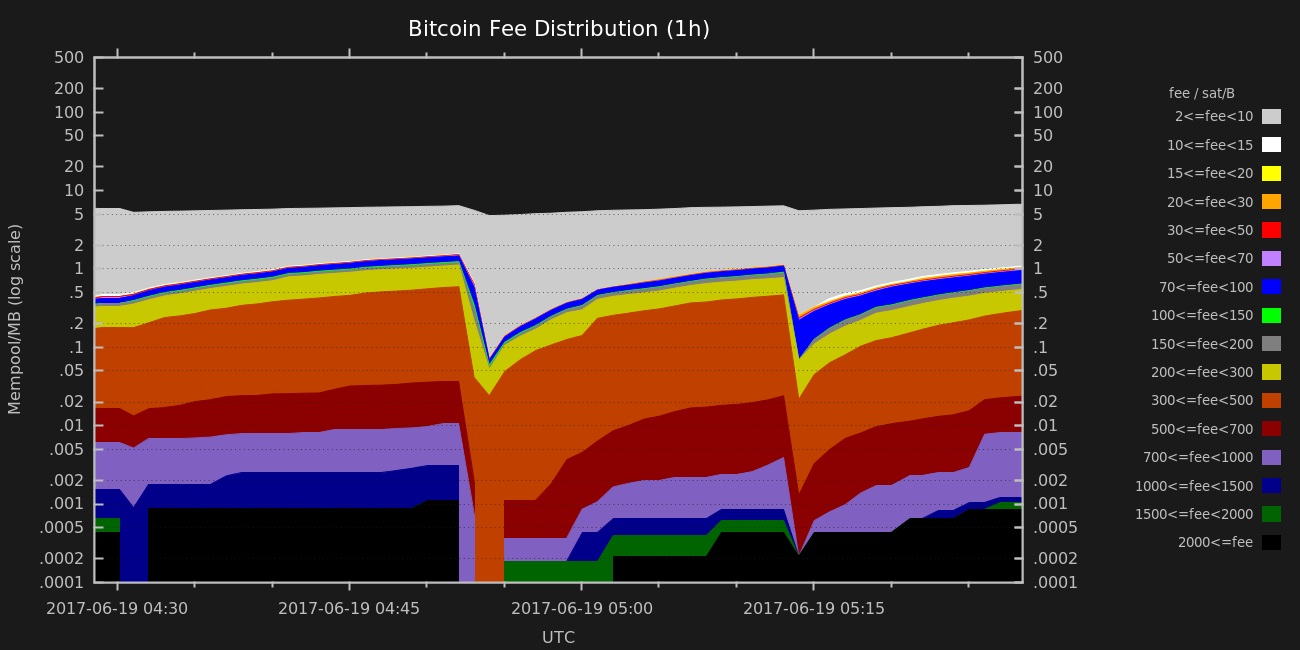 Bitcoin Fee Distribution (1h)
500 500
200 200
100 100
50 50
20 20
10 10
5 5
2 2
1 1
.5 .5
.2 .2
.1 .1
.05 .05
.02 .02
.01 .01
.005 .005
.002 .002
.001 .001
.0005 .0005
.0002 .0002
.0001 .0001
Mempool/MB (log scale)
2017-06-19 04:30 2017-06-19 04:45 2017-06-19 05:00 2017-06-19 05:15
UTC
fee / sat/B
2<=fee<10
10<=fee<15
15<=fee<20
20<=fee<30
30<=fee<50
50<=fee<70
70<=fee<100
100<=fee<150
150<=fee<200
200<=fee<300
300<=fee<500
500<=fee<700
700<=fee<1000
1000<=fee<1500
1500<=fee<2000
2000<=fee